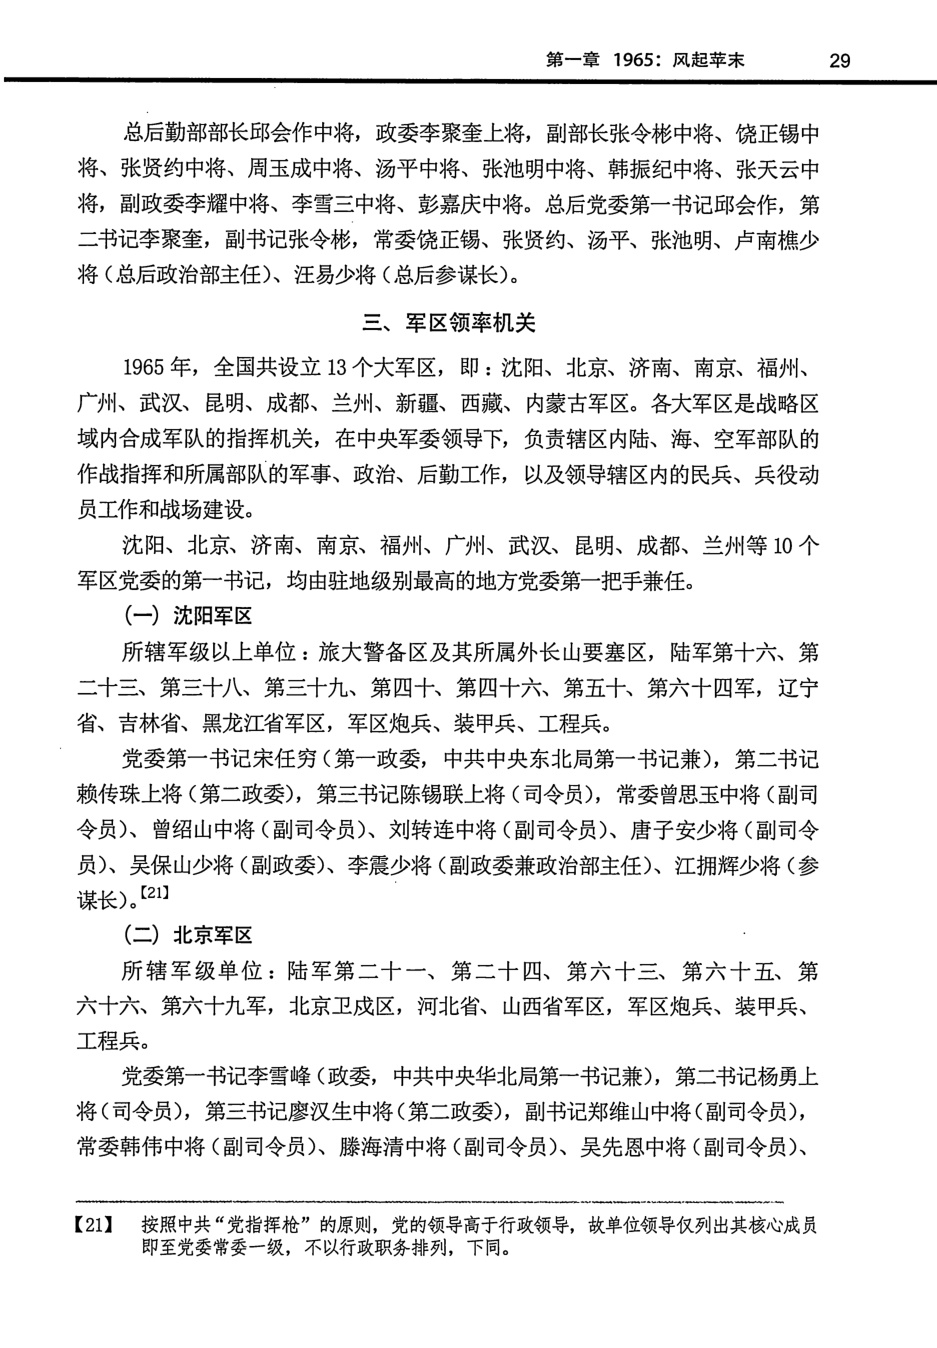 第一章 1965：风起苹末 29
总后勤部部长邱会作中将，政委李聚奎上将，副部长张令彬中将、饶正锡中
将、张贤约中将、周玉成中将、汤平中将、张池明中将、韩振纪中将、张天云中
将，副政委李耀中将、李雪三中将、彭嘉庆中将。总后党委第一书记邱会作，第
二书记李聚奎，副书记张令彬，常委饶正锡、张贤约、汤平、张池明、卢南樵少
将（总后政治部主任）、汪易少将（总后参谋长）。
三、军区领率机关
1965 年，全国共设立 13 个大军区，即：沈阳、北京、济南、南京、福州、
广州、武汉、昆明、成都、兰州、新疆、西藏、内蒙古军区。各大军区是战略区
域内合成军队的指挥机关，在中央军委领导下，负责辖区内陆、海、空军部队的
作战指挥和所属部队的军事、政治、后勤工作，以及领导辖区内的民兵、兵役动
员工作和战场建设。
沈阳、北京、济南、南京、福州、广州、武汉、昆明、成都、兰州等 10 个
军区党委的第一书记，均由驻地级别最高的地方党委第一把手兼任。
（一）沈阳军区
所辖军级以上单位：旅大警备区及其所属外长山要塞区，陆军第十六、第
二十三、第三十八、第三十九、第四十、第四十六、第五十、第六十四军，辽宁
省、吉林省、黑龙江省军区，军区炮兵、装甲兵、工程兵。
党委第一书记宋任穷（第一政委，中共中央东北局第一书记兼），第二书记
赖传珠上将（第二政委），第三书记陈锡联上将（司令员），常委曾思玉中将（副司
令员）、曾绍山中将（副司令员）、刘转连中将（副司令员）、唐子安少将（副司令
员）、吴保山少将（副政委）、李震少将（副政委兼政治部主任）、江拥辉少将（参
谋长）。【21】
（二）北京军区
所辖军级单位：陆军第二十一、第二十四、第六十三、第六十五、第
六十六、第六十九军，北京卫戍区，河北省、山西省军区，军区炮兵、装甲兵、
工程兵。
党委第一书记李雪峰（政委，中共中央华北局第一书记兼），第二书记杨勇上
将（司令员），第三书记廖汉生中将（第二政委），副书记郑维山中将（副司令员），
常委韩伟中将（副司令员）、滕海清中将（副司令员）、吴先恩中将（副司令员）、
【21】 按照中共“党指挥枪”的原则，党的领导高于行政领导，故单位领导仅列出其核心成员
即至党委常委一级，不以行政职务排列，下同。